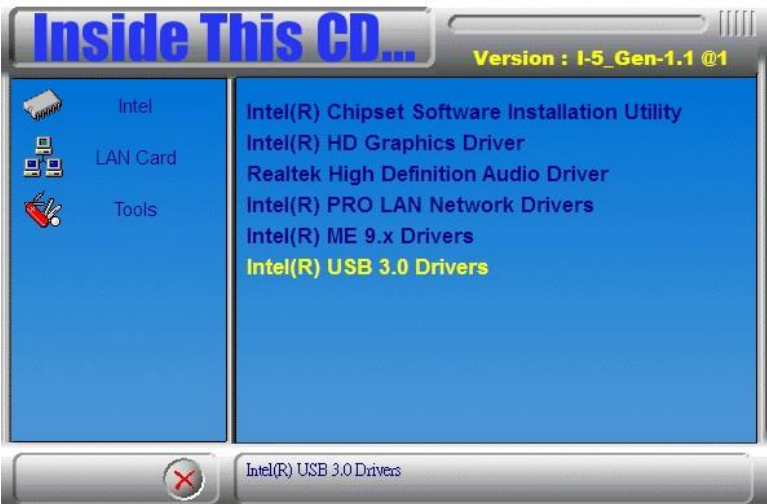 Inside This CD...
Version : I-5_Gen-1.1 @1
Intel
LAN Card
Tools
Intel(R) Chipset Software Installation Utility
Intel(R) HD Graphics Driver
Realtek High Definition Audio Driver
Intel(R) PRO LAN Network Drivers
Intel(R) ME 9.x Drivers
Intel(R) USB 3.0 Drivers
Intel(R) USB 3.0 Drivers